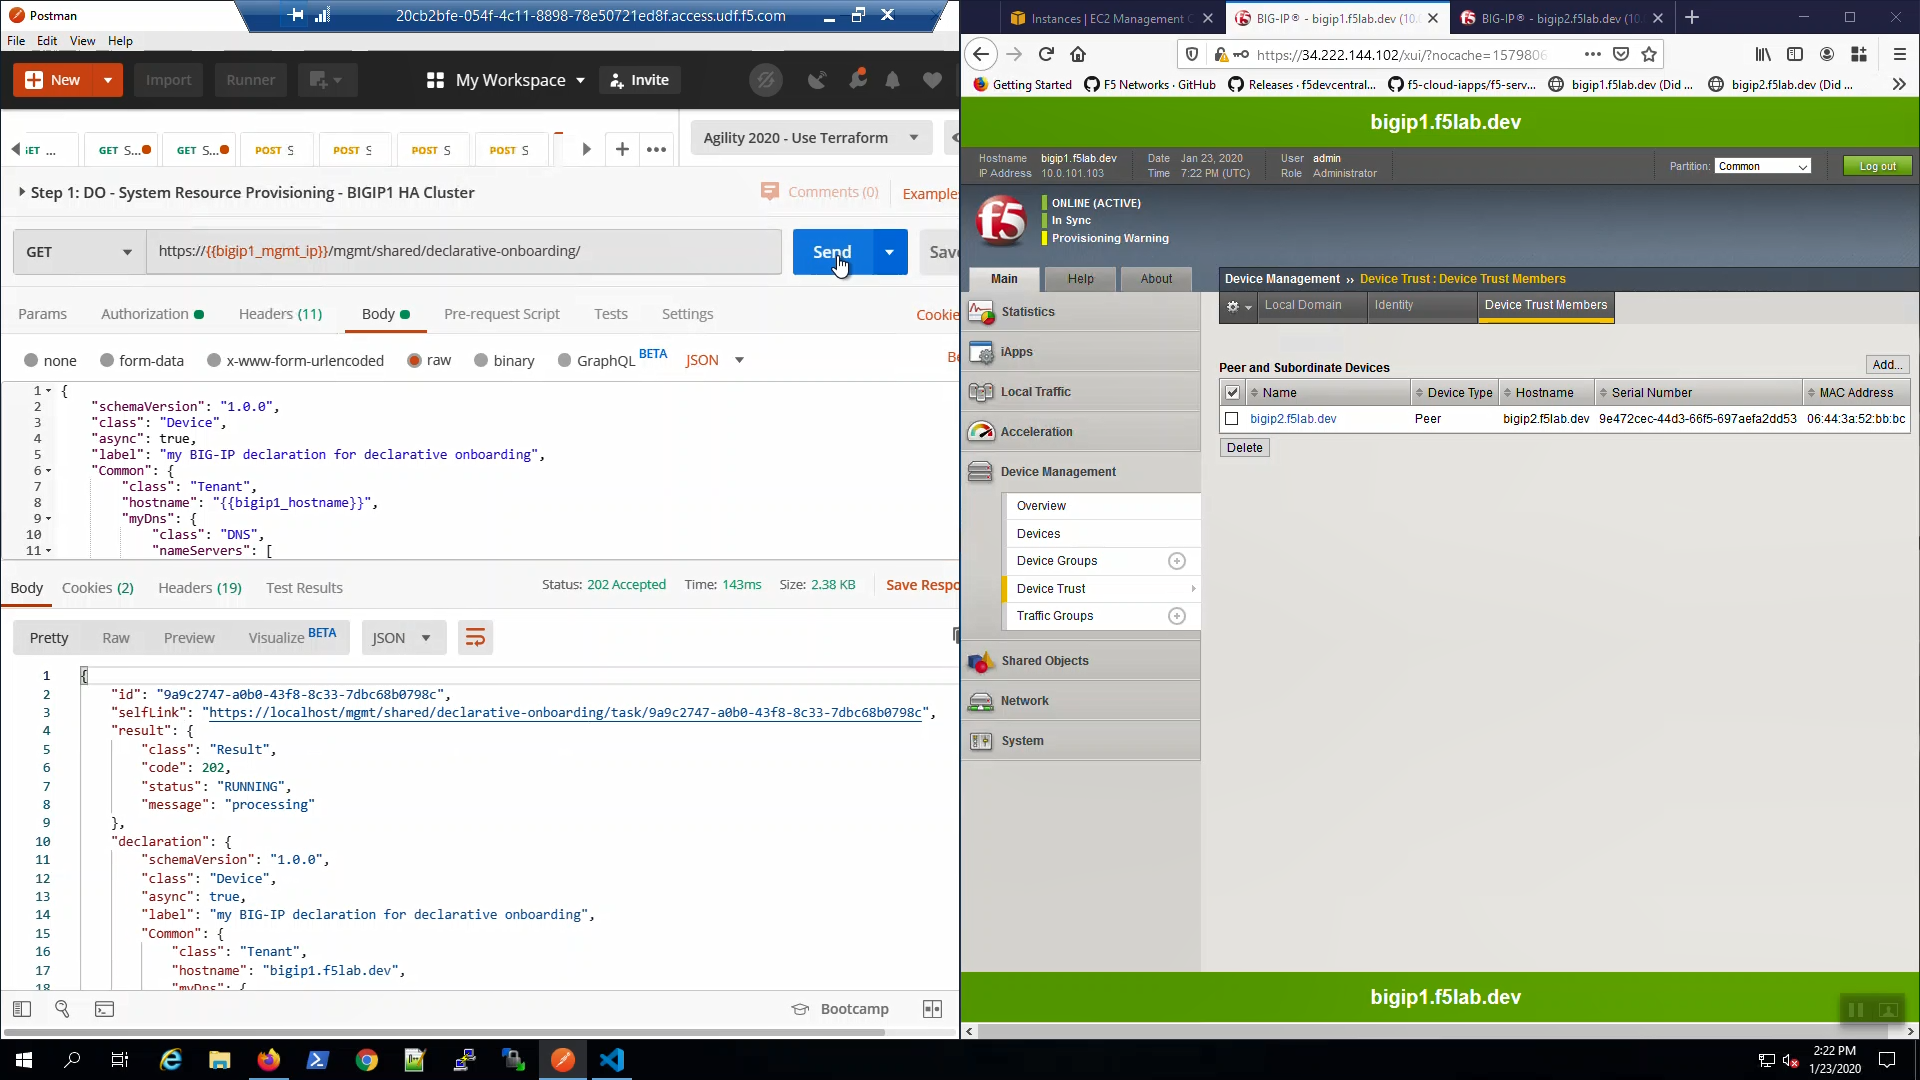 Postman
20cb2bfe-054f-4c11-8898-78e50721ed8f.access.udf.f5.com
File Edit View Help
New
Import
Runner
My Workspace
Invite
GET S...
GET S...
POST S
POST S
POST S
POST S
Agility 2020 - Use Terraform
Step 1: DO - System Resource Provisioning - BIGIP1 HA Cluster
Comments (0)
Examples
GET
https://{{bigip1_mgmt_ip}}/mgmt/shared/declarative-onboarding/
Send
Save
Params
Authorization
Headers (11)
Body
Pre-request Script
Tests
Settings
Cookie
none
form-data
x-www-form-urlencoded
raw
binary
GraphQL BETA
JSON
Be
1 {
2 "schemaVersion": "1.0.0",
3 "class": "Device",
4 "async": true,
5 "label": "my BIG-IP declaration for declarative onboarding",
6 "Common": {
7 "class": "Tenant",
8 "hostname": "{{bigip1_hostname}}",
9 "myDns": {
10 "class": "DNS",
11 "nameServers": [
Body
Cookies (2)
Headers (19)
Test Results
Status: 202 Accepted
Time: 143ms
Size: 2.38 KB
Save Respo
Pretty
Raw
Preview
Visualize BETA
JSON
1 {
2 "id": "9a9c2747-a0b0-43f8-8c33-7dbc68b0798c",
3 "selfLink": "https://localhost/mgmt/shared/declarative-onboarding/task/9a9c2747-a0b0-43f8-8c33-7dbc68b0798c",
4 "result": {
5 "class": "Result",
6 "code": 202,
7 "status": "RUNNING",
8 "message": "processing"
9 },
10 "declaration": {
11 "schemaVersion": "1.0.0",
12 "class": "Device",
13 "async": true,
14 "label": "my BIG-IP declaration for declarative onboarding",
15 "Common": {
16 "class": "Tenant",
17 "hostname": "bigip1.f5lab.dev",
18 "myDns": {
Bootcamp
Instances | EC2 Management C
BIG-IP® - bigip1.f5lab.dev (10.
BIG-IP® - bigip2.f5lab.dev (10.
https://34.222.144.102/xui/?nocache=1579806
Getting Started
F5 Networks · GitHub
Releases · f5devcentral...
f5-cloud-iapps/f5-serv...
bigip1.f5lab.dev (Did ...
bigip2.f5lab.dev (Did ...
bigip1.f5lab.dev
Hostname bigip1.f5lab.dev
IP Address 10.0.101.103
Date Jan 23, 2020
Time 7:22 PM (UTC)
User admin
Role Administrator
Partition: Common
Log out
f5
ONLINE (ACTIVE)
In Sync
Provisioning Warning
Main
Help
About
Device Management ›› Device Trust : Device Trust Members
Local Domain
Identity
Device Trust Members
Statistics
iApps
Local Traffic
Acceleration
Device Management
Overview
Devices
Device Groups
Device Trust
Traffic Groups
Shared Objects
Network
System
Peer and Subordinate Devices
Add...
Name Device Type Hostname Serial Number MAC Address
bigip2.f5lab.dev Peer bigip2.f5lab.dev 9e472cec-44d3-66f5-697aefa2dd53 06:44:3a:52:bb:bc
Delete
bigip1.f5lab.dev
2:22 PM
1/23/2020